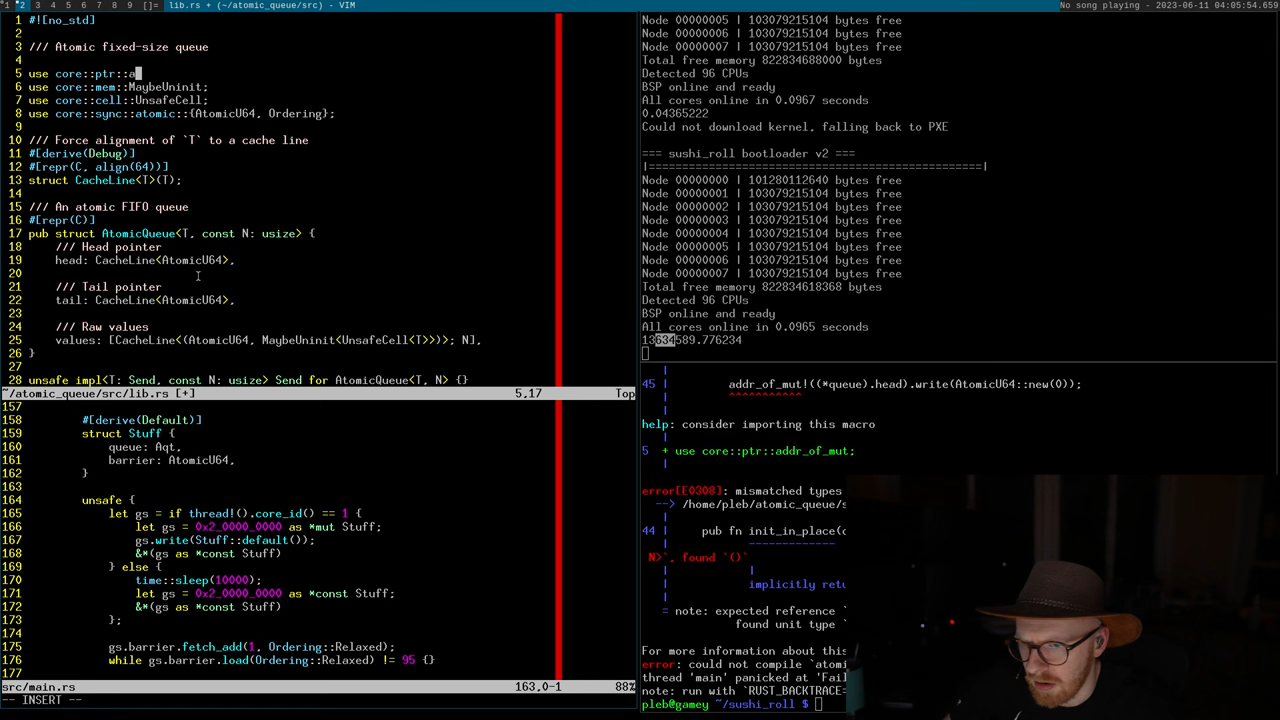 1 2 3 4 5 6 7 8 9 []= lib.rs + (~/atomic_queue/src) - VIM
No song playing - 2023-06-11 04:05:54.659
1 #![no_std]
2
3 /// Atomic fixed-size queue
4
5 use core::ptr::a
6 use core::mem::MaybeUninit;
7 use core::cell::UnsafeCell;
8 use core::sync::atomic::{AtomicU64, Ordering};
9
10 /// Force alignment of `T` to a cache line
11 #[derive(Debug)]
12 #[repr(C, align(64))]
13 struct CacheLine<T>(T);
14
15 /// An atomic FIFO queue
16 #[repr(C)]
17 pub struct AtomicQueue<T, const N: usize> {
18     /// Head pointer
19     head: CacheLine<AtomicU64>,
20
21     /// Tail pointer
22     tail: CacheLine<AtomicU64>,
23
24     /// Raw values
25     values: [CacheLine<(AtomicU64, MaybeUninit<UnsafeCell<T>>)>; N],
26 }
27
28 unsafe impl<T: Send, const N: usize> Send for AtomicQueue<T, N> {}
~/atomic_queue/src/lib.rs [+] 5,17 Top
157
158         #[derive(Default)]
159         struct Stuff {
160             queue: Aqt,
161             barrier: AtomicU64,
162         }
163
164         unsafe {
165             let gs = if thread!().core_id() == 1 {
166                 let gs = 0x2_0000_0000 as *mut Stuff;
167                 gs.write(Stuff::default());
168                 &*(gs as *const Stuff)
169             } else {
170                 time::sleep(10000);
171                 let gs = 0x2_0000_0000 as *const Stuff;
172                 &*(gs as *const Stuff)
173             };
174
175             gs.barrier.fetch_add(1, Ordering::Relaxed);
176             while gs.barrier.load(Ordering::Relaxed) != 95 {}
177
src/main.rs 163,0-1 88%
-- INSERT --
Node 00000005 | 103079215104 bytes free
Node 00000006 | 103079215104 bytes free
Node 00000007 | 103079215104 bytes free
Total free memory 822834688000 bytes
Detected 96 CPUs
BSP online and ready
All cores online in 0.0967 seconds
0.04365222
Could not download kernel, falling back to PXE
=== sushi_roll bootloader v2 ===
|==================================================|
Node 00000000 | 101280112640 bytes free
Node 00000001 | 103079215104 bytes free
Node 00000002 | 103079215104 bytes free
Node 00000003 | 103079215104 bytes free
Node 00000004 | 103079215104 bytes free
Node 00000005 | 103079215104 bytes free
Node 00000006 | 103079215104 bytes free
Node 00000007 | 103079215104 bytes free
Total free memory 822834618368 bytes
Detected 96 CPUs
BSP online and ready
All cores online in 0.0965 seconds
13634589.776234
45 |         addr_of_mut!((*queue).head).write(AtomicU64::new(0));
   |         ^^^^^^^^^^^
   |
help: consider importing this macro
   |
5  + use core::ptr::addr_of_mut;
   |
error[E0308]: mismatched types
--> /home/pleb/atomic_queue/s
44 |     pub fn init_in_place(
   |            -------------
N>`, found `()`
   |            |
   |            implicitly retu
   |
   = note: expected reference `
           found unit type `
For more information about this
error: could not compile `atomi
thread 'main' panicked at 'Fail
note: run with `RUST_BACKTRACE=
pleb@gamey ~/sushi_roll $